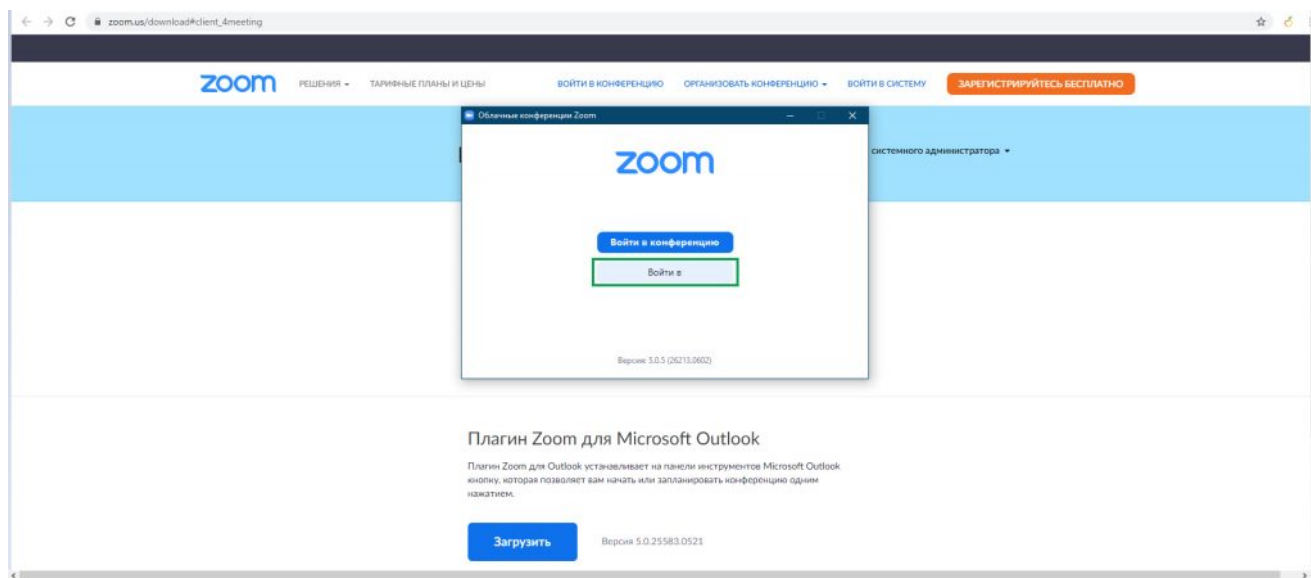 zoom.us/download#client_4meeting
zoom РЕШЕНИЯ ТАРИФНЫЕ ПЛАНЫ И ЦЕНЫ ВОЙТИ В КОНФЕРЕНЦИЮ ОРГАНИЗОВАТЬ КОНФЕРЕНЦИЮ ВОЙТИ В СИСТЕМУ ЗАРЕГИСТРИРУЙТЕСЬ БЕСПЛАТНО
Облачные конференции Zoom
системного администратора
zoom
Войти в конференцию
Войти в
Версия: 5.0.5 (26213.0602)
Плагин Zoom для Microsoft Outlook
Плагин Zoom для Outlook устанавливает на панели инструментов Microsoft Outlook
кнопку, которая позволяет вам начать или запланировать конференцию одним
нажатием.
Загрузить Версия 5.0.25583.0521